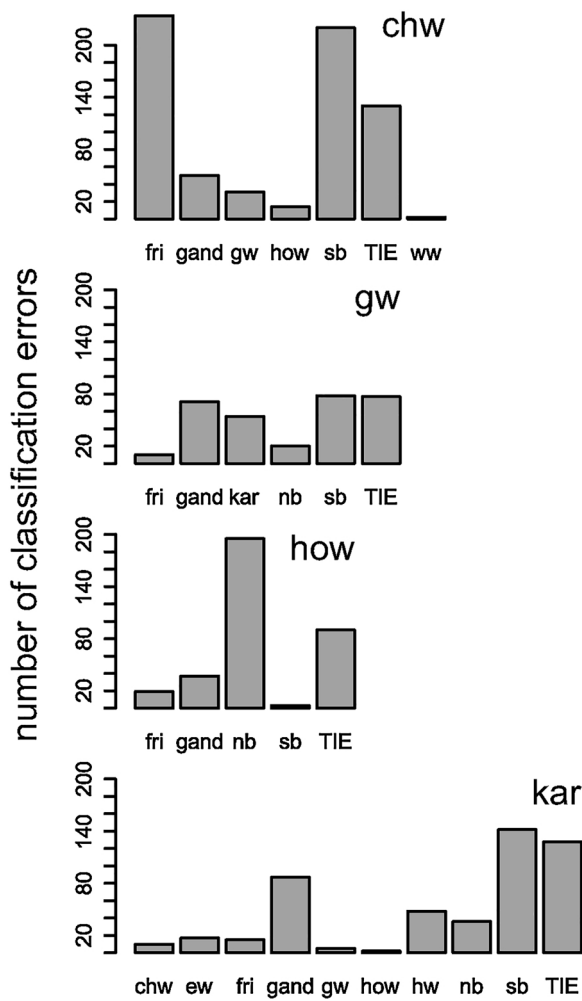 number of classification errors
chw
200
140
80
20
fri gand gw how sb TIE ww
gw
200
140
80
20
fri gand kar nb sb TIE
how
200
140
80
20
fri gand nb sb TIE
kar
200
140
80
20
chw ew fri gand gw how hw nb sb TIE